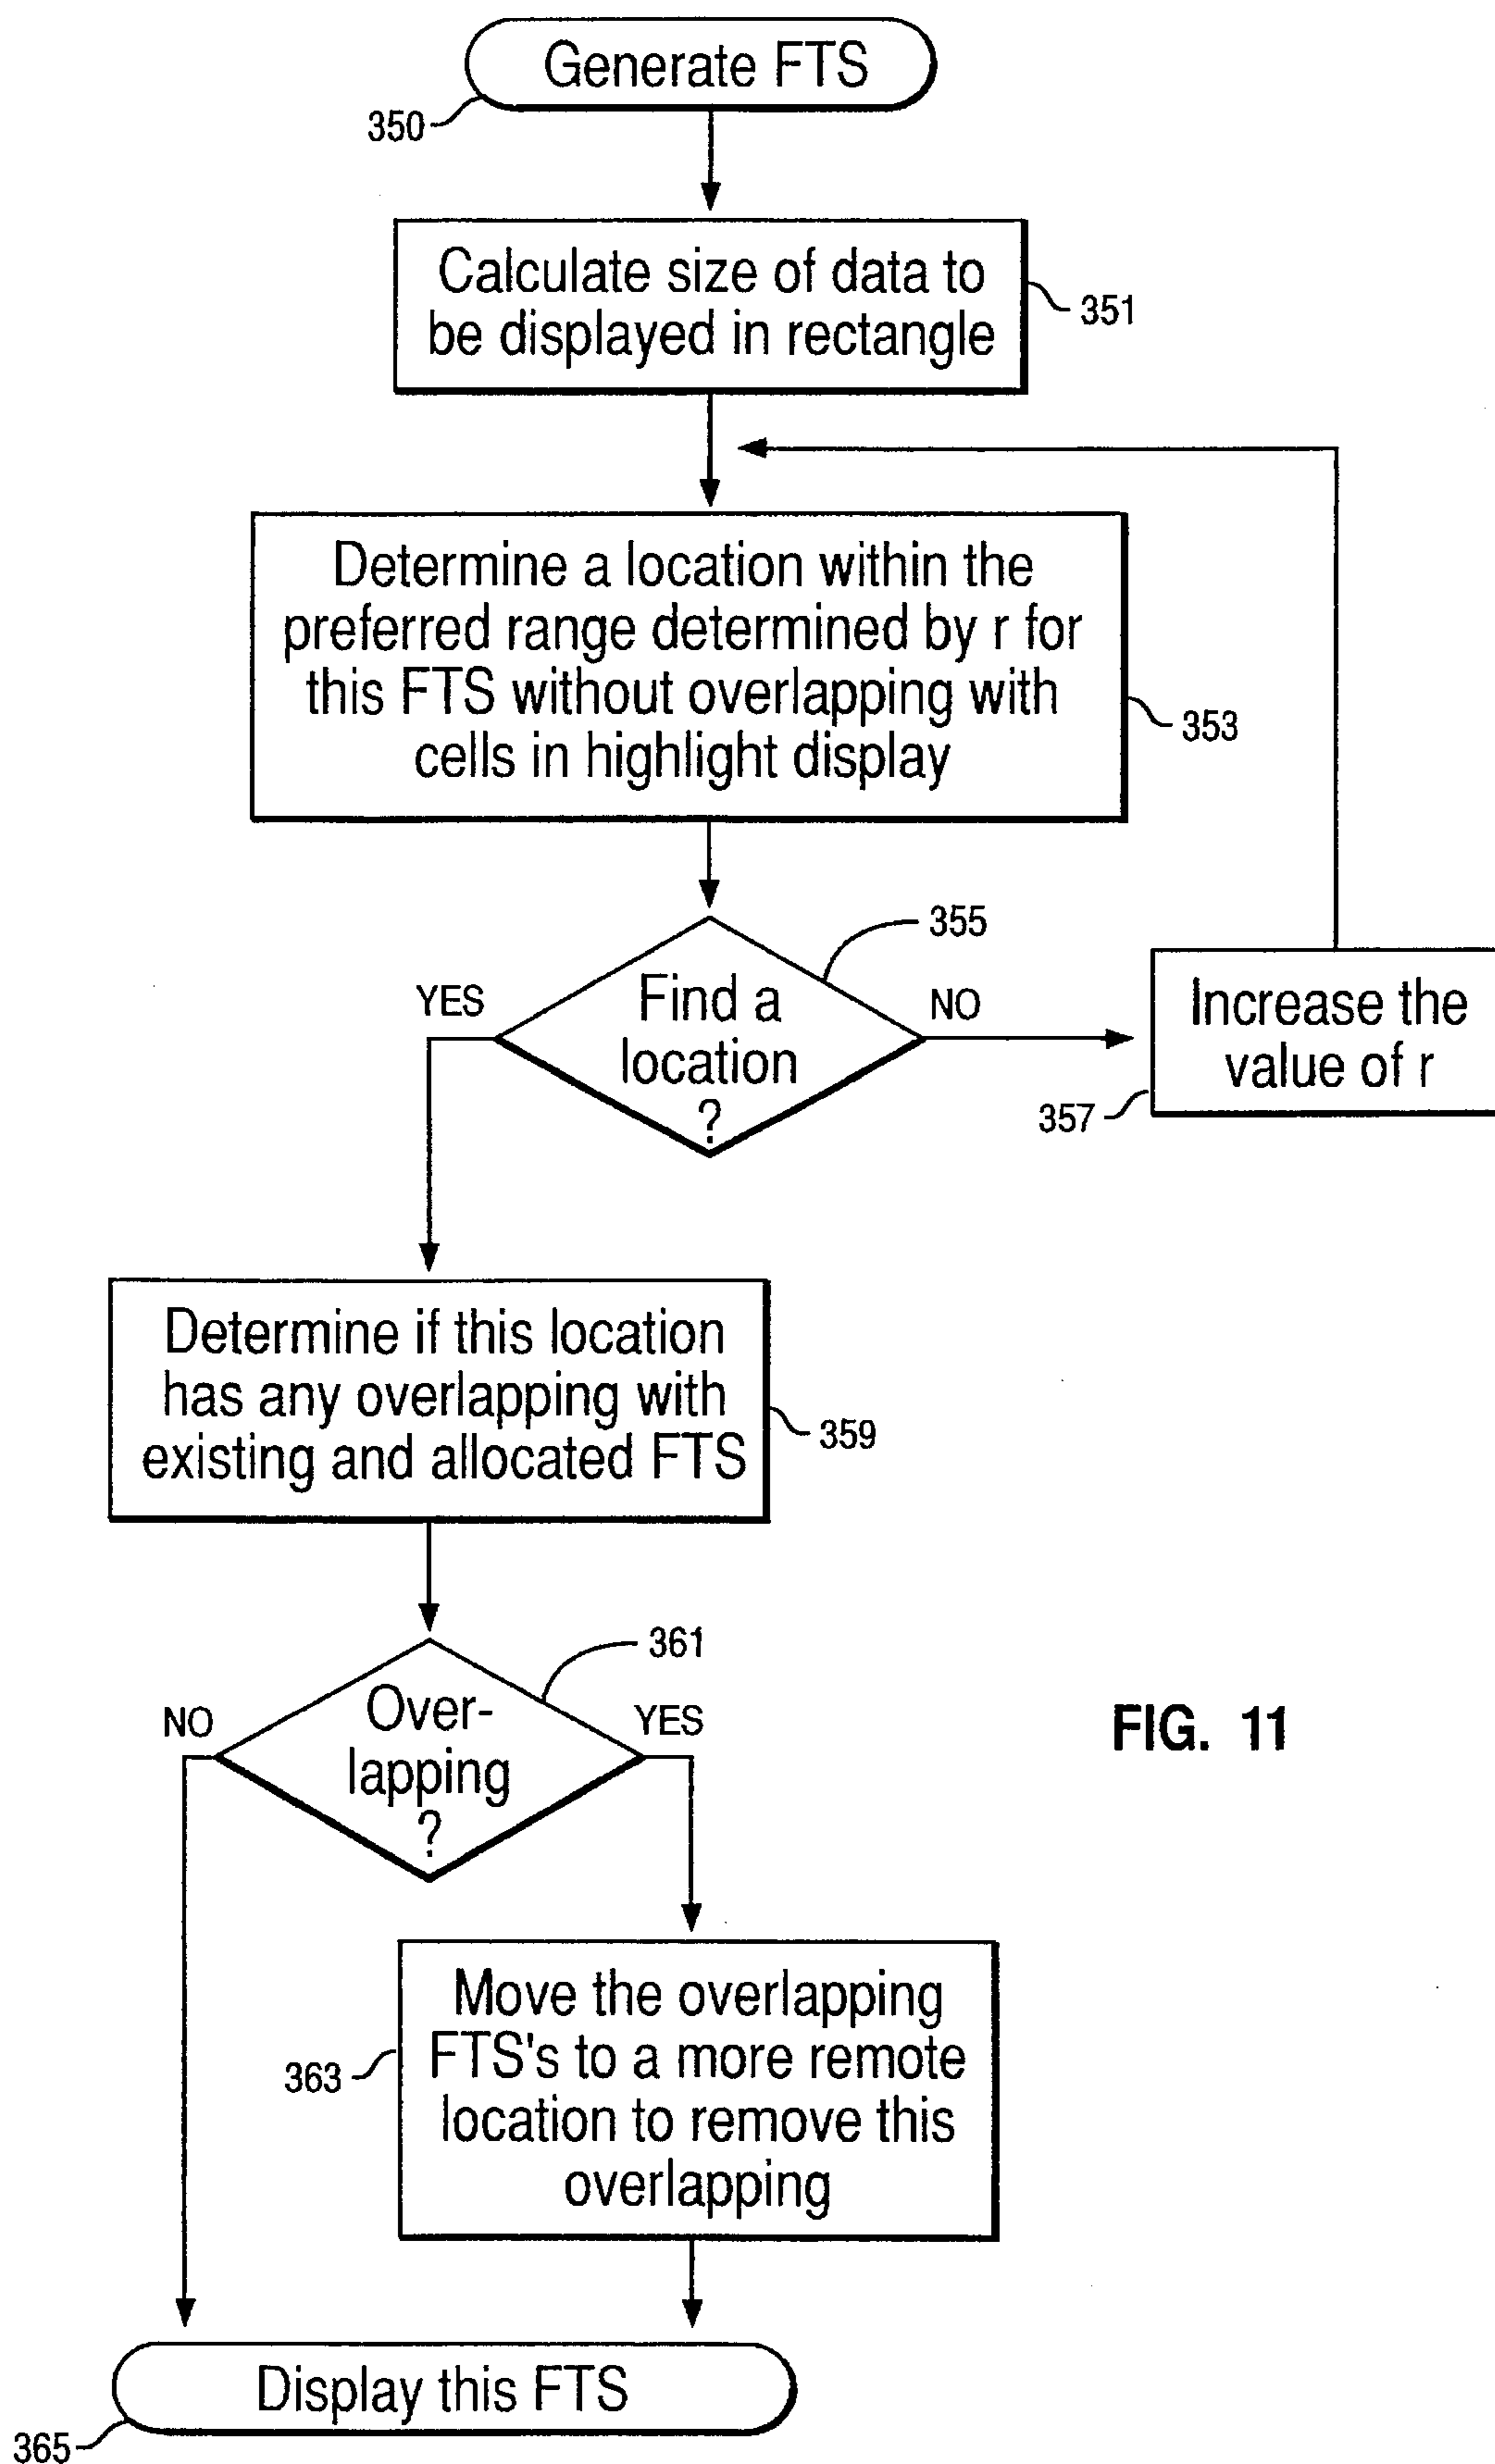 Generate FTS
350
Calculate size of data to
be displayed in rectangle
351
Determine a location within the
preferred range determined by r for
this FTS without overlapping with
cells in highlight display
353
355
YES
Find a
location
?
NO
Increase the
value of r
357
Determine if this location
has any overlapping with
existing and allocated FTS
359
361
NO
Over-
lapping
?
YES
FIG. 11
Move the overlapping
FTS's to a more remote
location to remove this
overlapping
363
Display this FTS
365